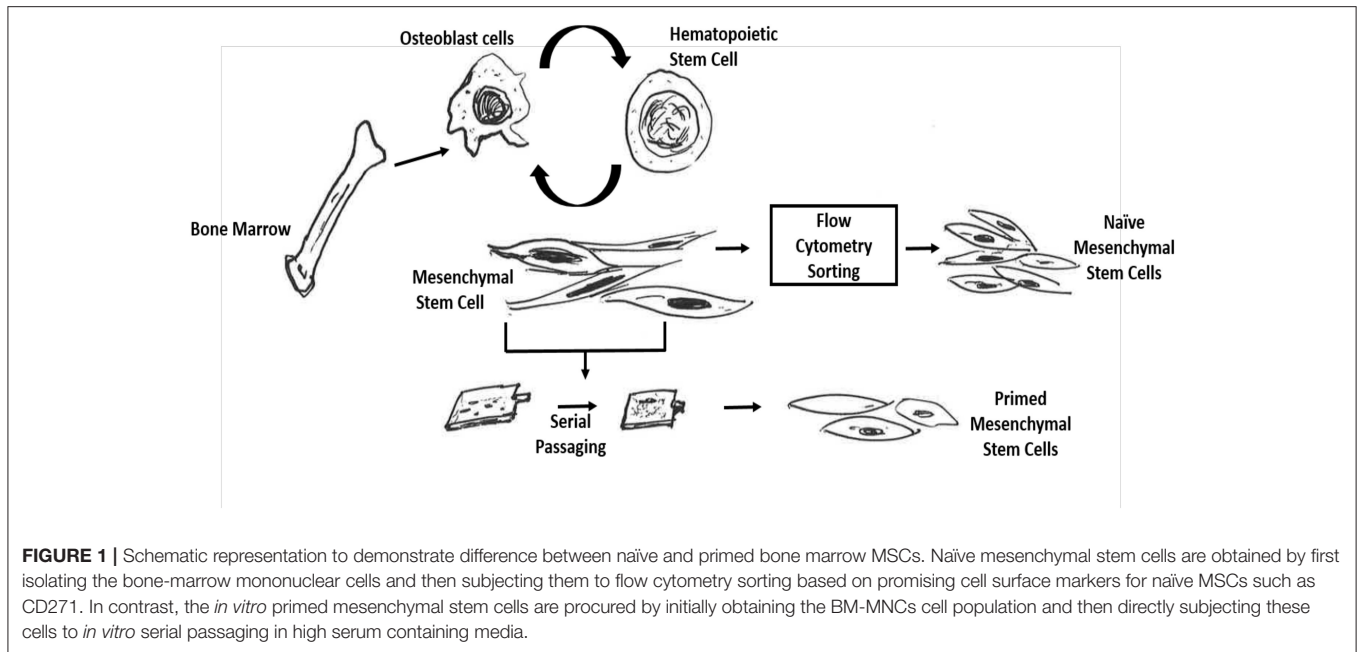 Osteoblast cells
Hematopoietic
Stem Cell
Bone Marrow
Mesenchymal
Stem Cell
Flow
Cytometry
Sorting
Naïve
Mesenchymal
Stem Cells
Serial
Passaging
Primed
Mesenchymal
Stem Cells
FIGURE 1 | Schematic representation to demonstrate difference between naïve and primed bone marrow MSCs. Naïve mesenchymal stem cells are obtained by first
isolating the bone-marrow mononuclear cells and then subjecting them to flow cytometry sorting based on promising cell surface markers for naïve MSCs such as
CD271. In contrast, the in vitro primed mesenchymal stem cells are procured by initially obtaining the BM-MNCs cell population and then directly subjecting these
cells to in vitro serial passaging in high serum containing media.